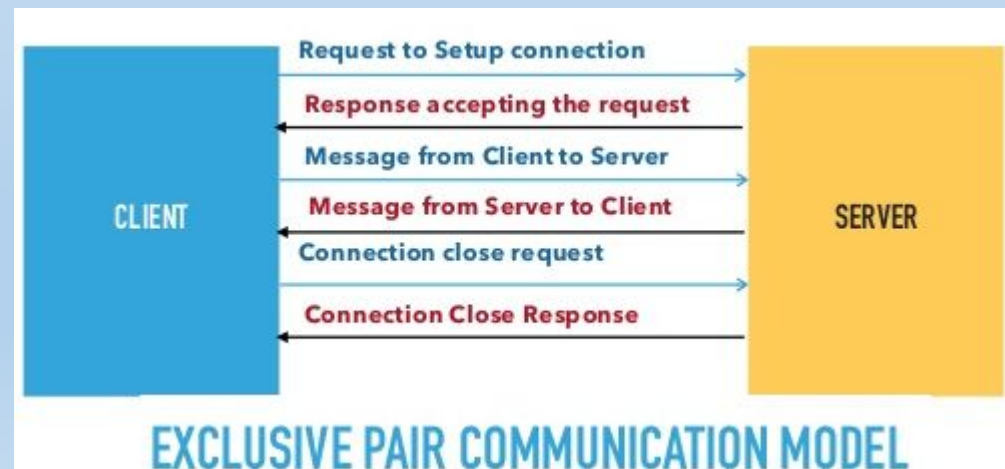 Request to Setup connection
Response accepting the request
Message from Client to Server
CLIENT
Message from Server to Client
SERVER
Connection close request
Connection Close Response
EXCLUSIVE PAIR COMMUNICATION MODEL